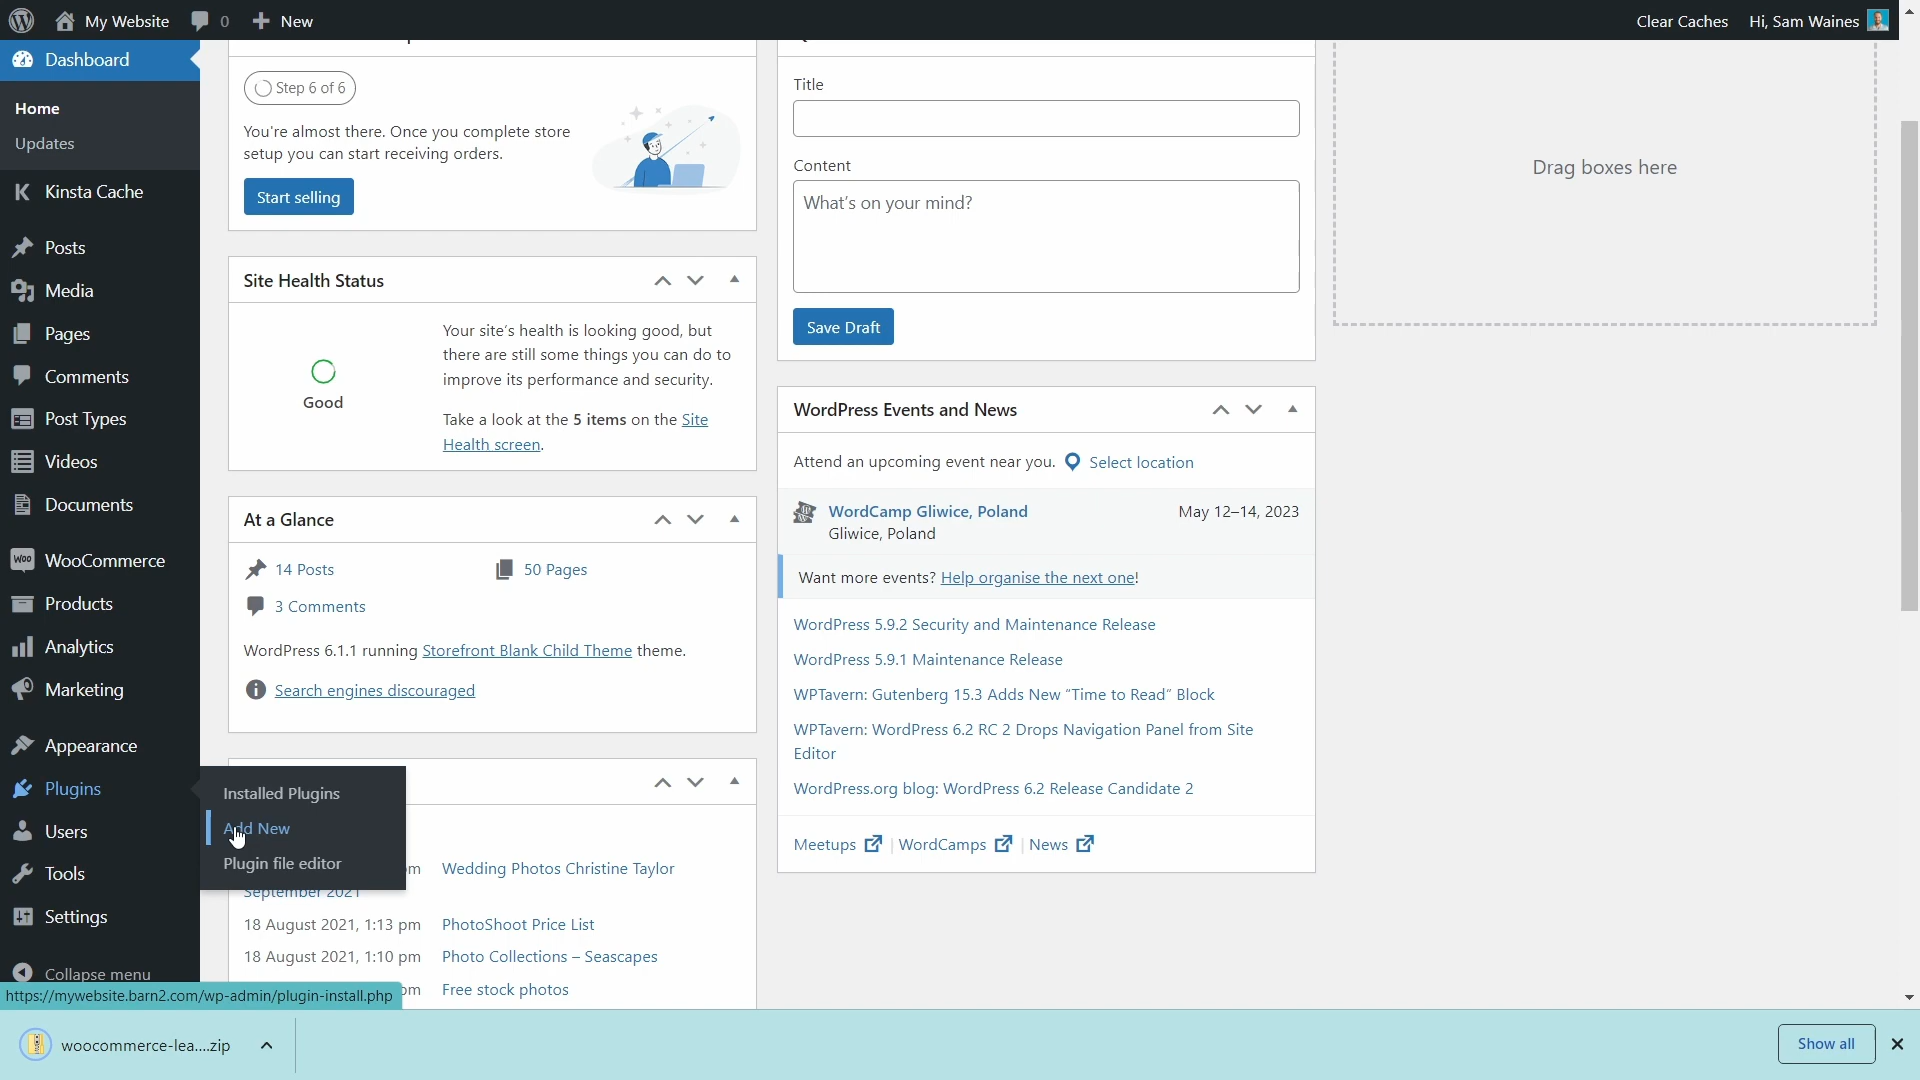 My Website
0
New
Clear Caches
Hi, Sam Waines
Dashboard
Home
Updates
Kinsta Cache
Posts
Media
Pages
Comments
Post Types
Videos
Documents
WooCommerce
Products
Analytics
Marketing
Appearance
Plugins
Users
Tools
Settings
Collapse menu
Installed Plugins
Add New
Plugin file editor
Step 6 of 6
You're almost there. Once you complete store
setup you can start receiving orders.
Start selling
Site Health Status
Good
Your site's health is looking good, but
there are still some things you can do to
improve its performance and security.
Take a look at the 5 items on the Site
Health screen.
At a Glance
14 Posts
50 Pages
3 Comments
WordPress 6.1.1 running Storefront Blank Child Theme theme.
Search engines discouraged
Wedding Photos Christine Taylor
September 2021
18 August 2021, 1:13 pm PhotoShoot Price List
18 August 2021, 1:10 pm Photo Collections – Seascapes
Free stock photos
Title
Content
What's on your mind?
Save Draft
WordPress Events and News
Attend an upcoming event near you. Select location
WordCamp Gliwice, Poland May 12–14, 2023
Gliwice, Poland
Want more events? Help organise the next one!
WordPress 5.9.2 Security and Maintenance Release
WordPress 5.9.1 Maintenance Release
WPTavern: Gutenberg 15.3 Adds New “Time to Read” Block
WPTavern: WordPress 6.2 RC 2 Drops Navigation Panel from Site
Editor
WordPress.org blog: WordPress 6.2 Release Candidate 2
Meetups | WordCamps | News
Drag boxes here
https://mywebsite.barn2.com/wp-admin/plugin-install.php
woocommerce-lea....zip
Show all